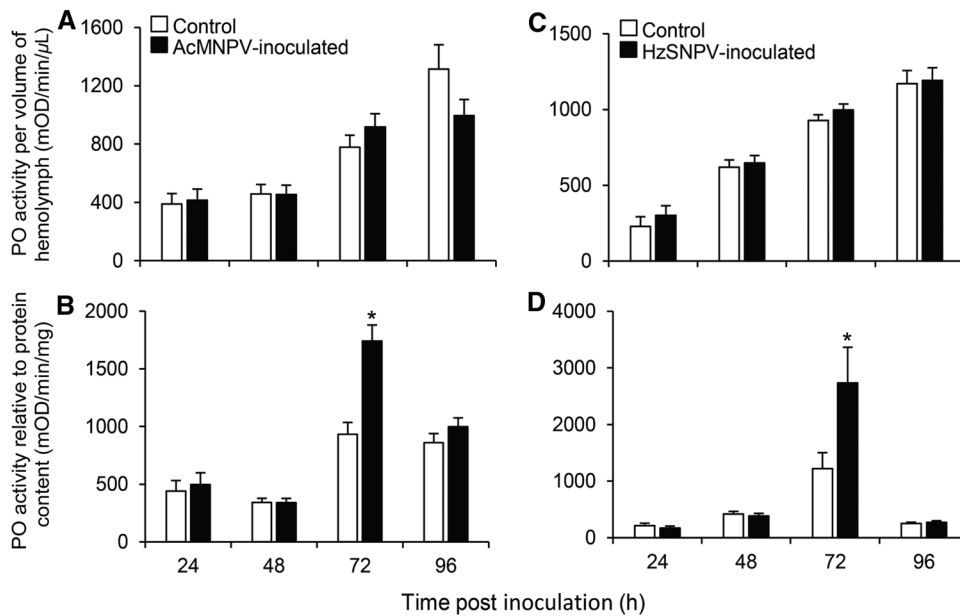 A
Control
AcMNPV-inoculated
PO activity per volume of
hemolymph (mOD/min/µL)
1600
1200
800
400
0
C
Control
HzSNPV-inoculated
1500
1000
500
0
B
PO activity relative to protein
content (mOD/min/mg)
2000
1500
1000
500
0
*
24 48 72 96
D
4000
3000
2000
1000
0
*
24 48 72 96
Time post inoculation (h)